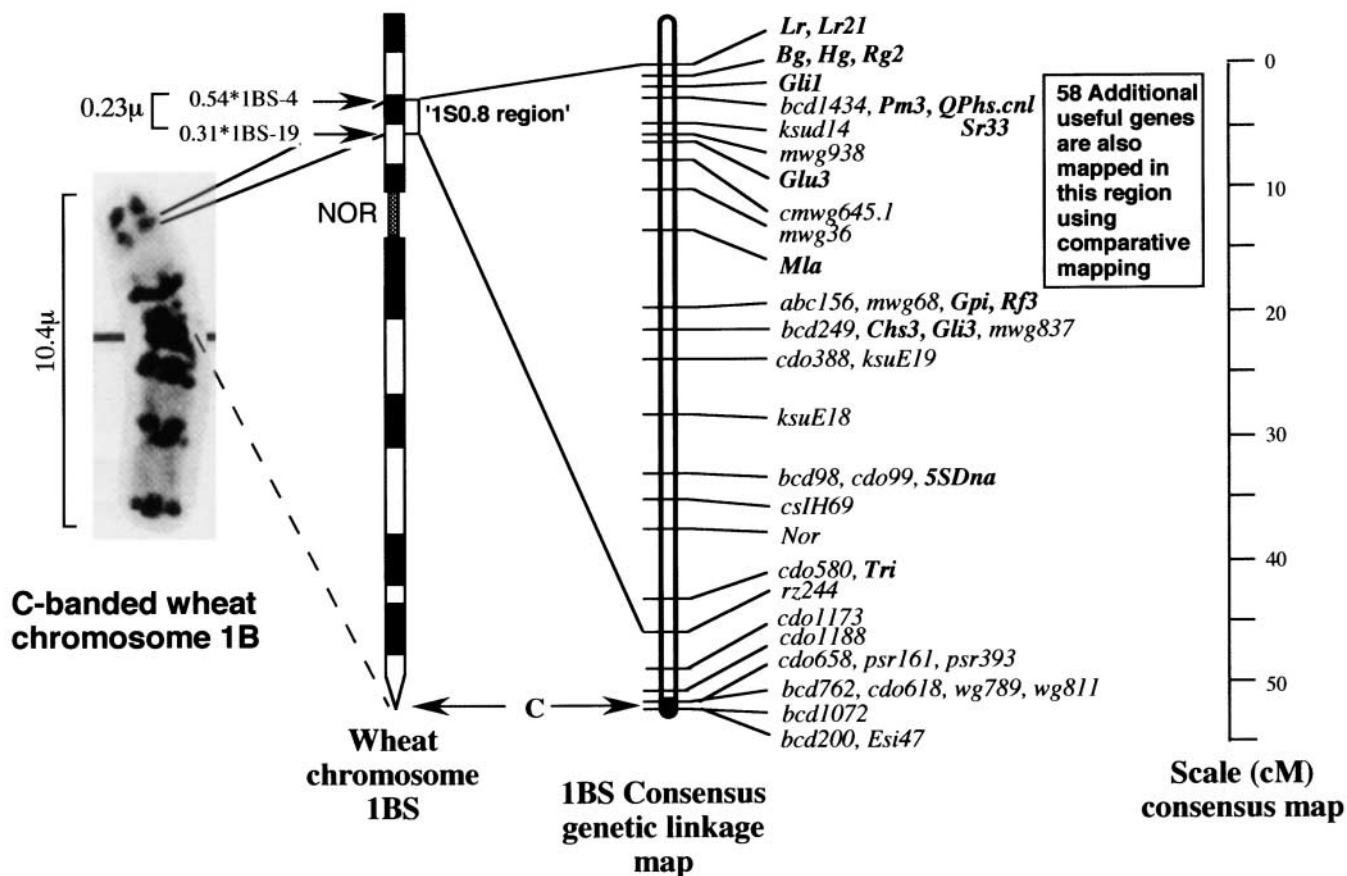 0.23µ
0.54*1BS-4
0.31*1BS-19
'1S0.8 region'
NOR
10.4µ
C-banded wheat
chromosome 1B
Wheat
chromosome
1BS
C
Lr, Lr21
Bg, Hg, Rg2
Gli1
bcd1434, Pm3, QPhs.cnl
Sr33
ksud14
mwg938
Glu3
cmwg645.1
mwg36
Mla
abc156, mwg68, Gpi, Rf3
bcd249, Chs3, Gli3, mwg837
cdo388, ksuE19
ksuE18
bcd98, cdo99, 5SDna
csIH69
Nor
cdo580, Tri
rz244
cdo1173
cdo1188
cdo658, psr161, psr393
bcd762, cdo618, wg789, wg811
bcd1072
bcd200, Esi47
1BS Consensus
genetic linkage
map
58 Additional
useful genes
are also
mapped in
this region
using
comparative
mapping
0
10
20
30
40
50
Scale (cM)
consensus map